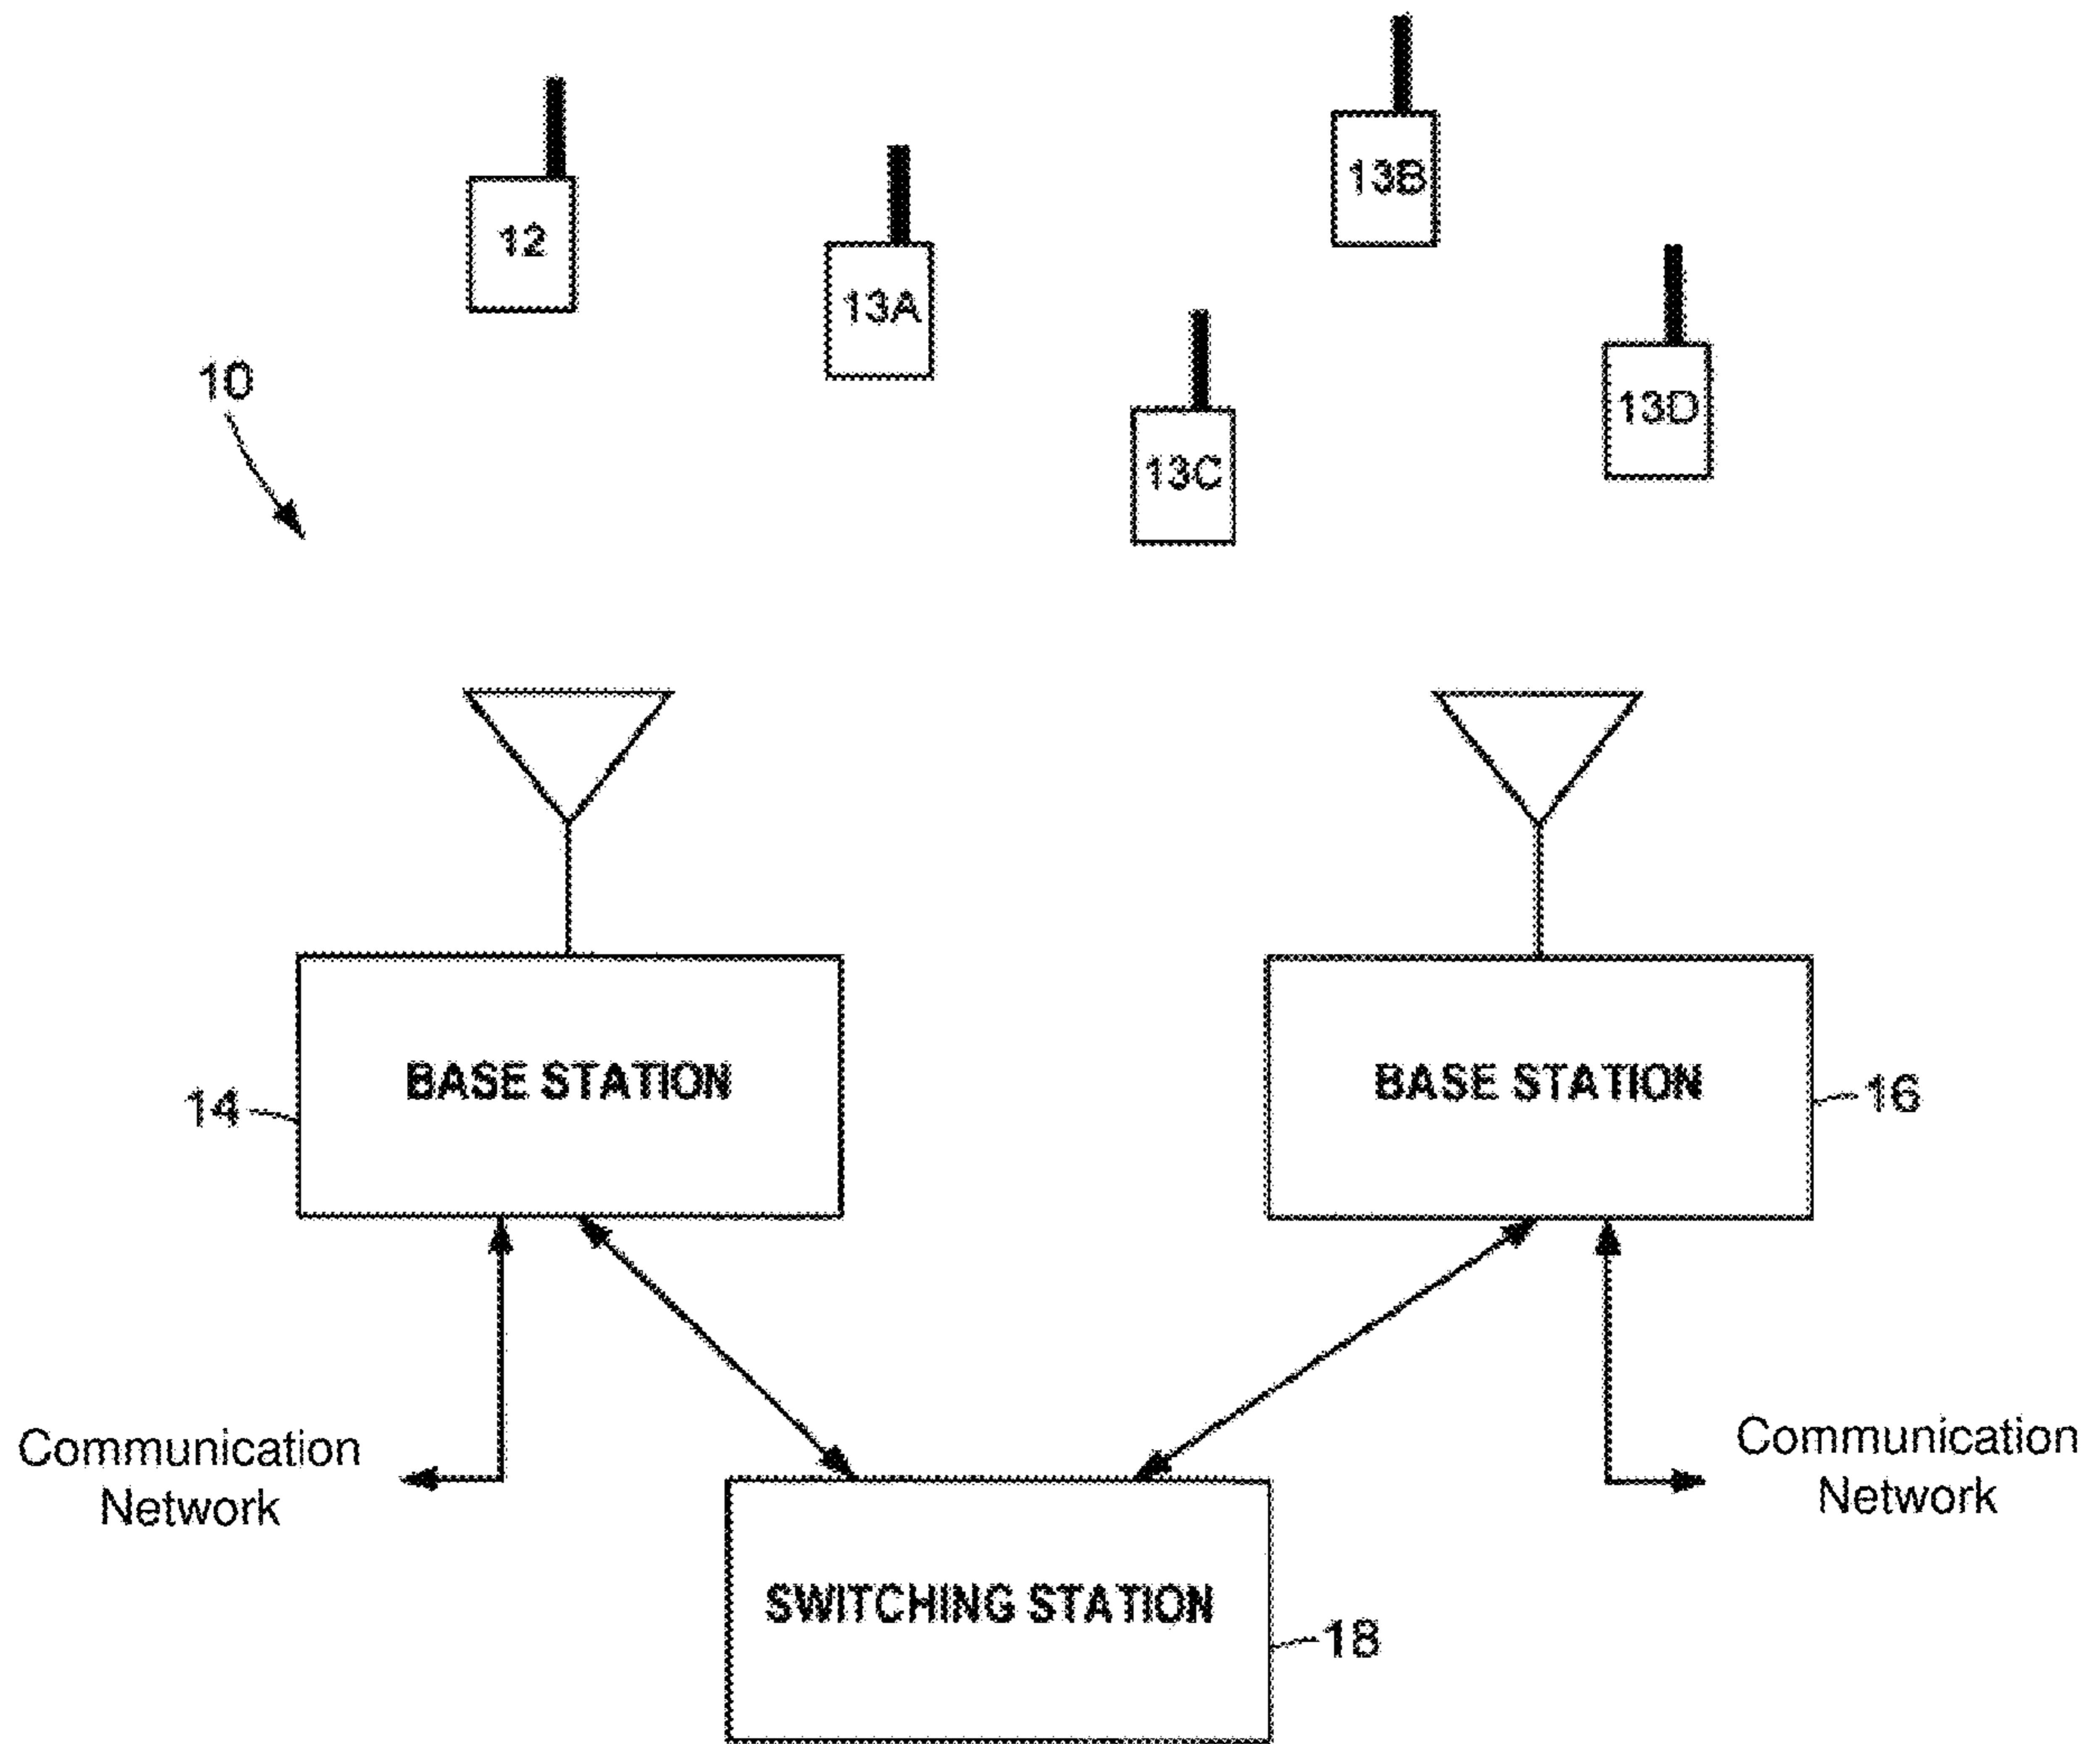 13B
12
13A
10
13D
13C
BASE STATION
BASE STATION
14
16
Communication
Network
Communication
Network
SWITCHING STATION
18